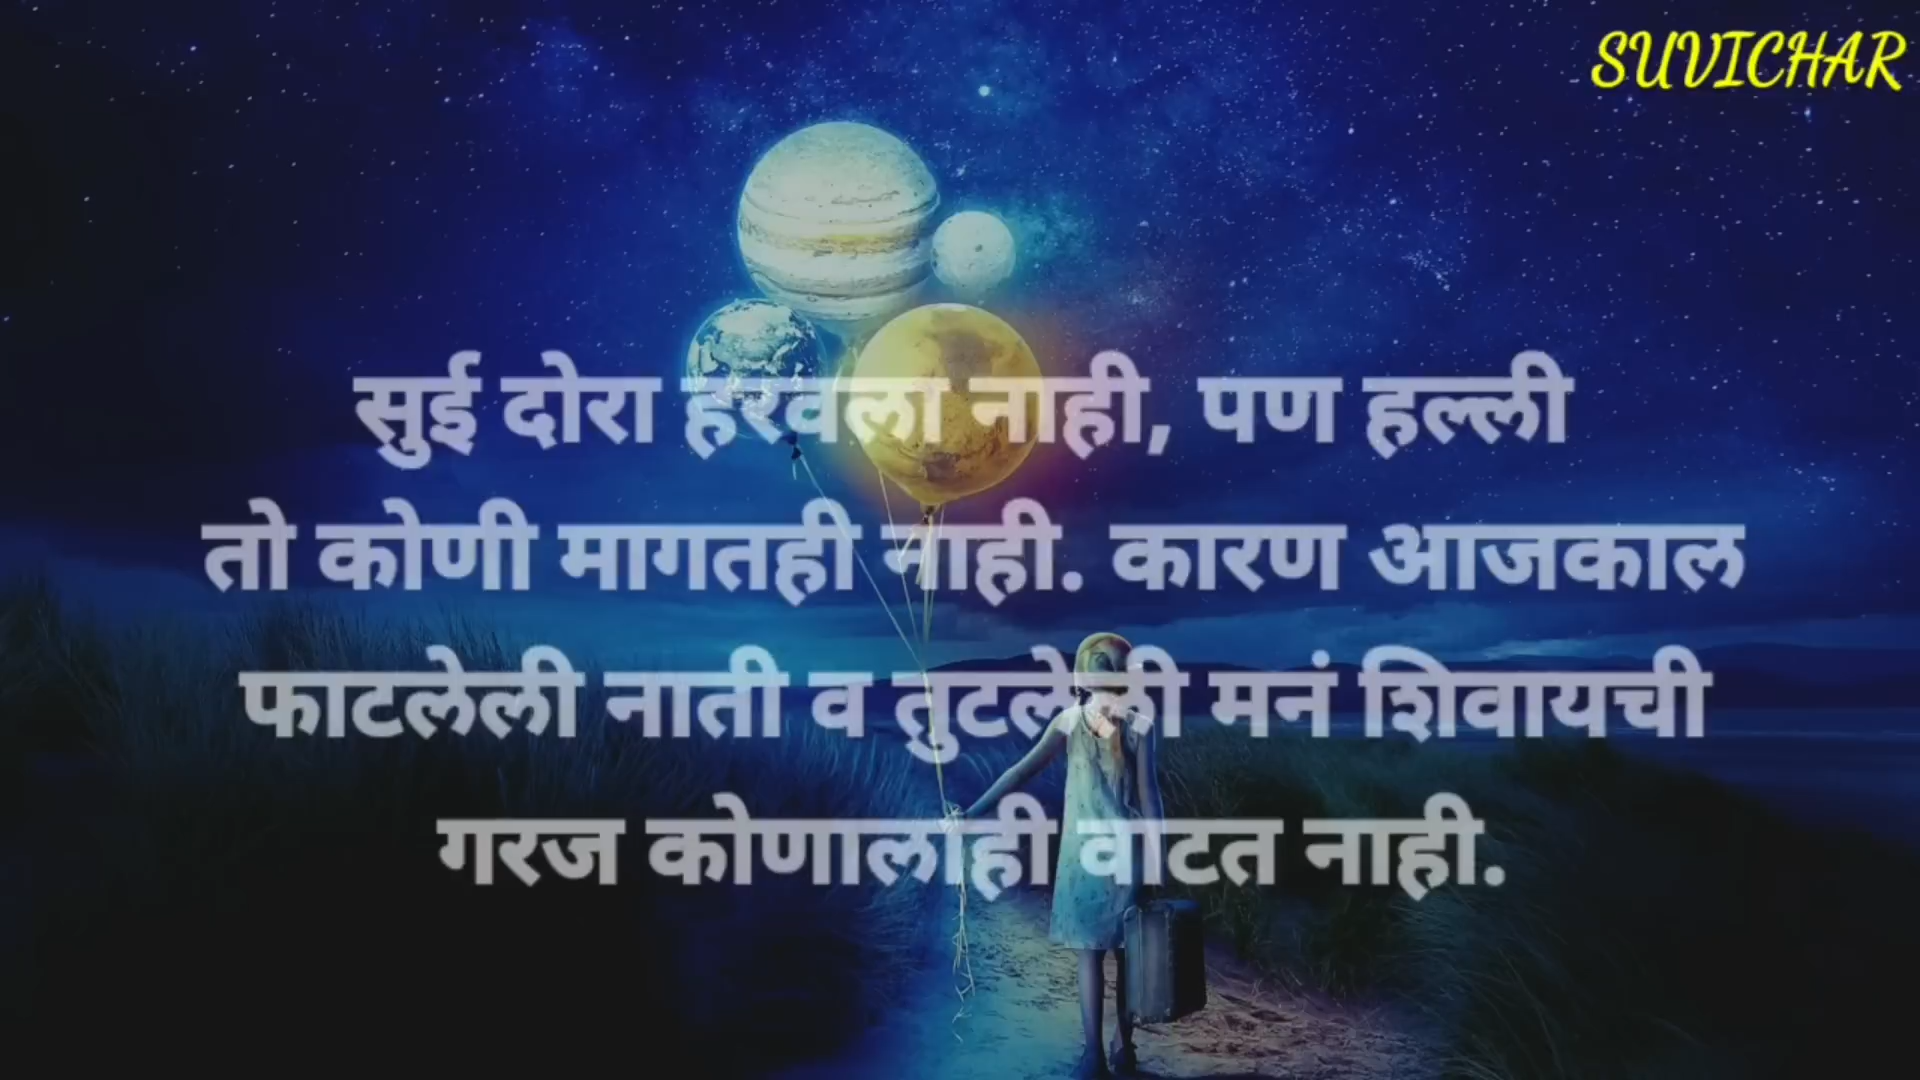 SUVICHAR
सुई दोरा हरवला नाही, पण हल्ली
तो कोणी मागतही नाही. कारण आजकाल
फाटलेली नाती व तुटलेली मनं शिवायची
गरज कोणालाही वाटत नाही.